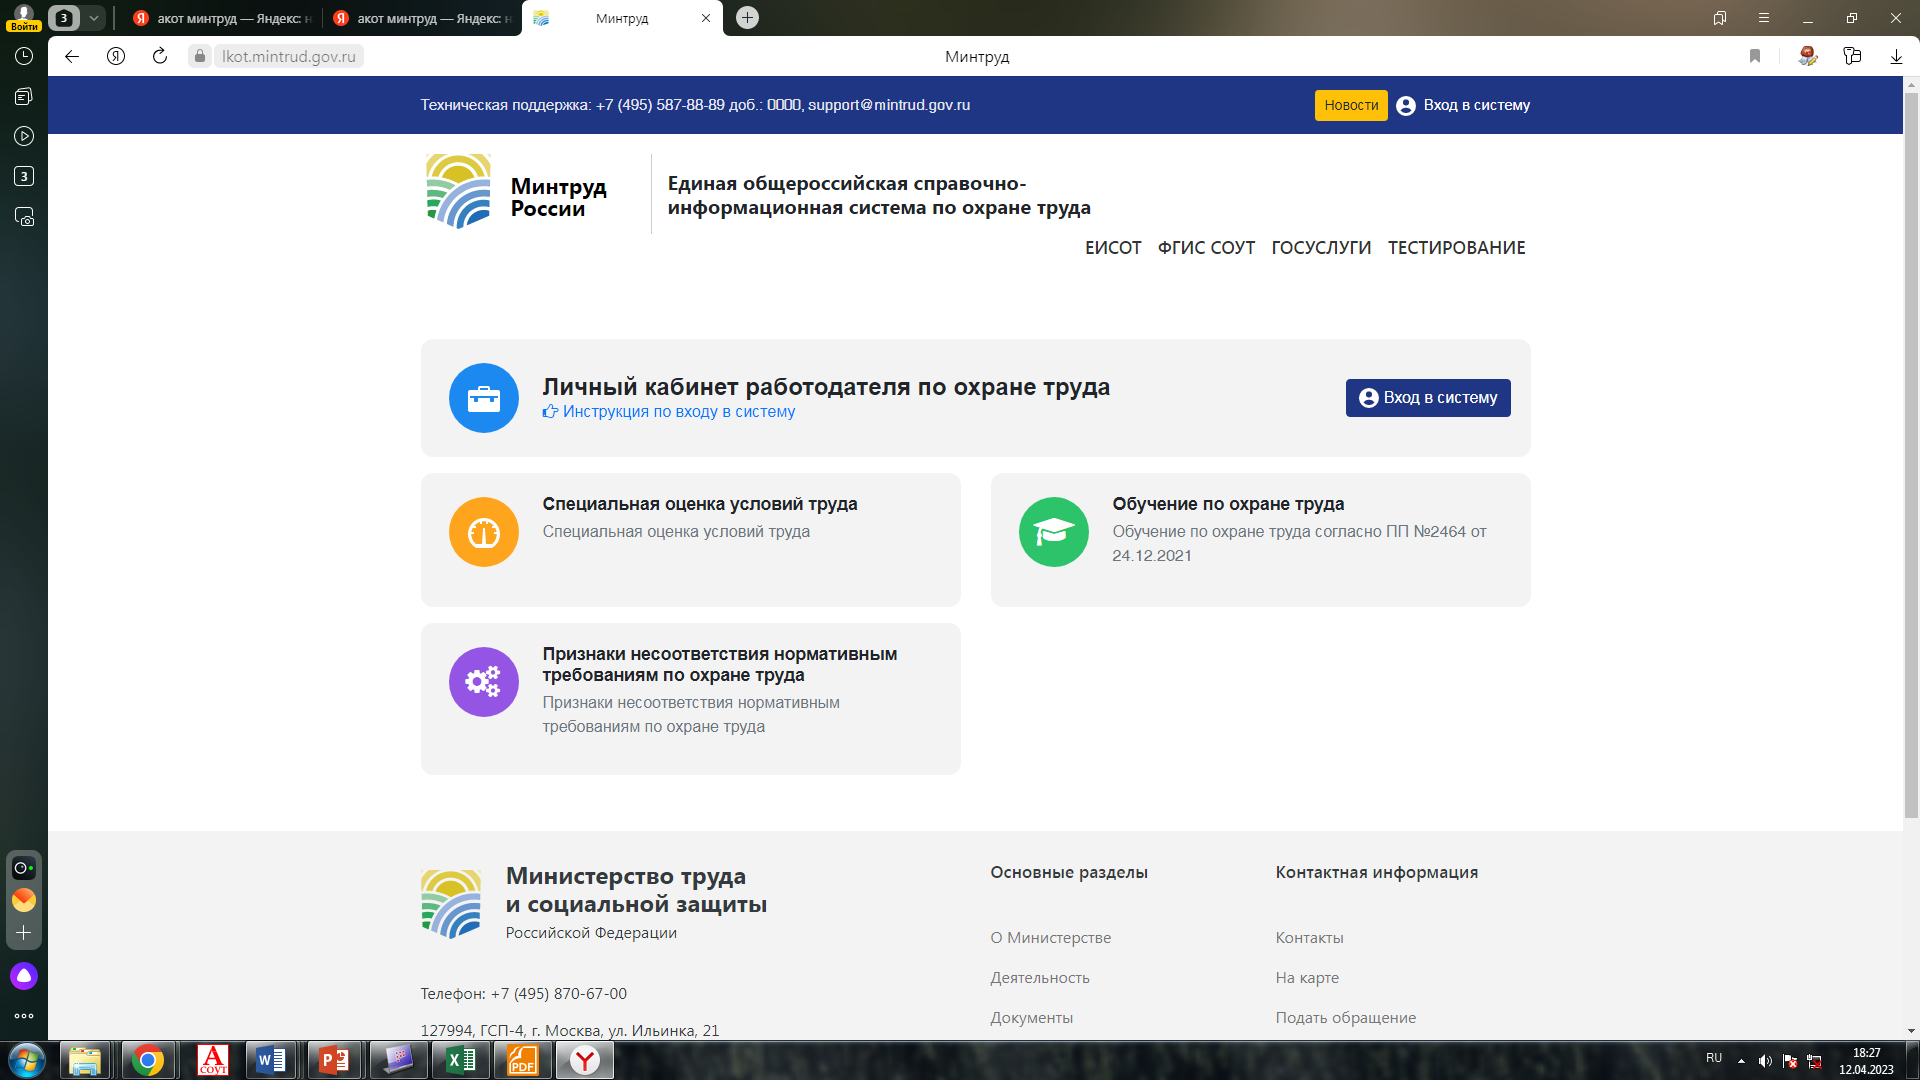 Войти
3
акот минтруд — Яндекс: н
акот минтруд — Яндекс: н
Минтруд
lkot.mintrud.gov.ru
Минтруд
3
Техническая поддержка: +7 (495) 587-88-89 доб.: 0000, support@mintrud.gov.ru
Новости
Вход в систему
Минтруд
России
Единая общероссийская справочно-
информационная система по охране труда
ЕИСОТ ФГИС СОУТ ГОСУСЛУГИ ТЕСТИРОВАНИЕ
Личный кабинет работодателя по охране труда
Инструкция по входу в систему
Вход в систему
Специальная оценка условий труда
Специальная оценка условий труда
Обучение по охране труда
Обучение по охране труда согласно ПП №2464 от
24.12.2021
Признаки несоответствия нормативным
требованиям по охране труда
Признаки несоответствия нормативным
требованиям по охране труда
Министерство труда
и социальной защиты
Российской Федерации
Телефон: +7 (495) 870-67-00
127994, ГСП-4, г. Москва, ул. Ильинка, 21
Основные разделы
О Министерстве
Деятельность
Документы
Контактная информация
Контакты
На карте
Подать обращение
А
СОУТ
PDF
RU
18:27
12.04.2023